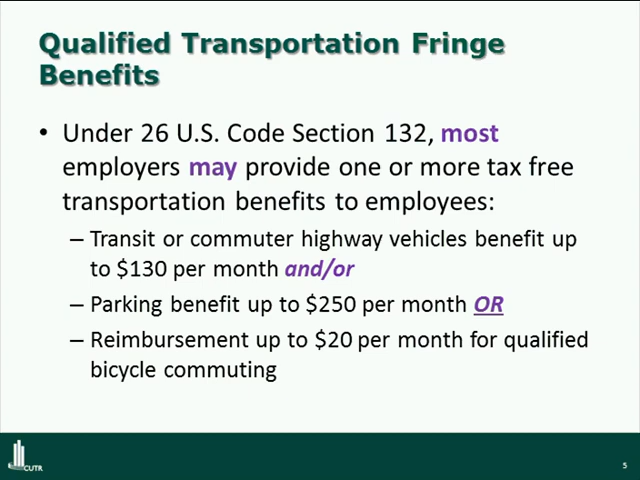 Qualified Transportation Fringe
Benefits
• Under 26 U.S. Code Section 132, most
employers may provide one or more tax free
transportation benefits to employees:
– Transit or commuter highway vehicles benefit up
to $130 per month and/or
– Parking benefit up to $250 per month OR
– Reimbursement up to $20 per month for qualified
bicycle commuting
CUTR
5